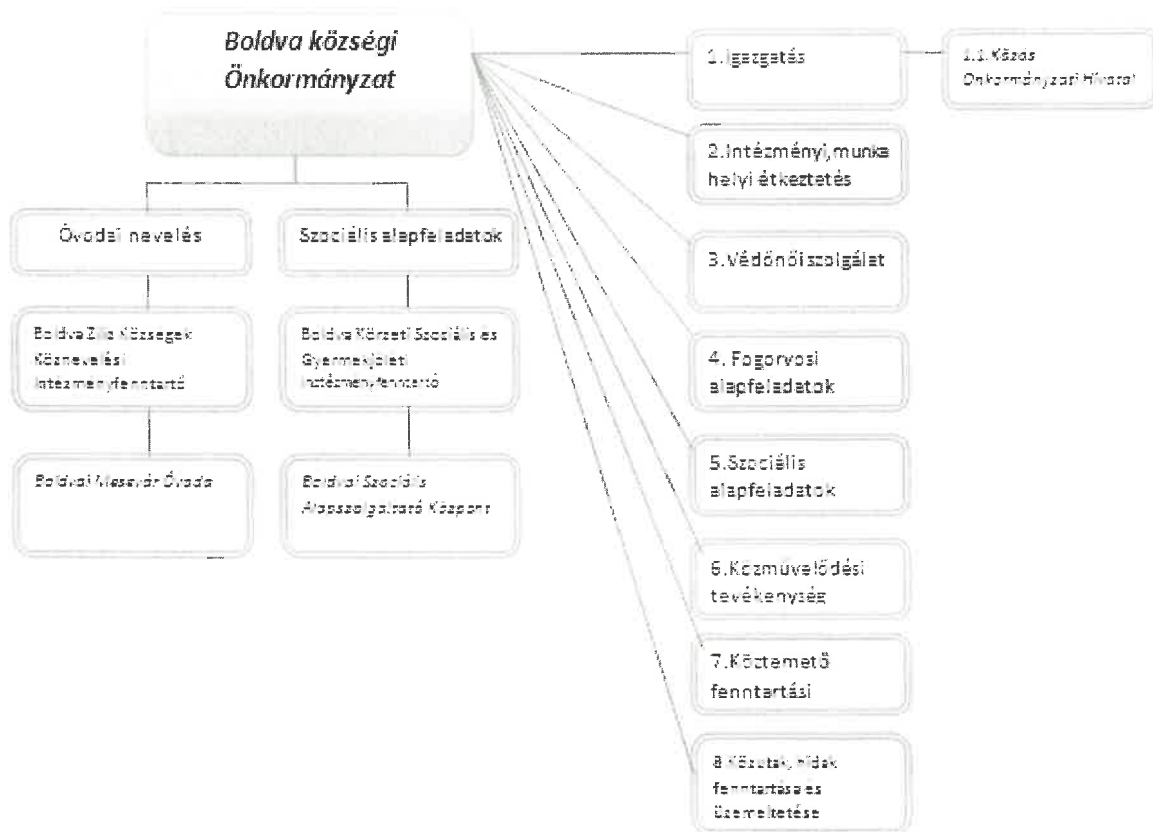 Boldva községi
Önkormányzat
Óvodai nevelés
Szociális alapfeladatok
Boldva Ziliz Községek
Köznevelési
Intézményfenntartó
Boldva Körzeti Szociális és
Gyermekjóleti
Intézményfenntartó
Boldvai Mesevár Óvoda
Boldvai Szociális
Alapszolgáltató Központ
1.Igazgatás
1.1.Közös
Önkormányzati Hivatal
2.Intézményi,munka
helyi étkeztetés
3.Védőnői szolgálat
4. Fogorvosi
alapfeladatok
5.Szociális
alapfeladatok
6.Közművelődési
tevékenység
7.Köztemető
fenntartási
8.Közutak, hidak
fenntartása és
üzemeltetése